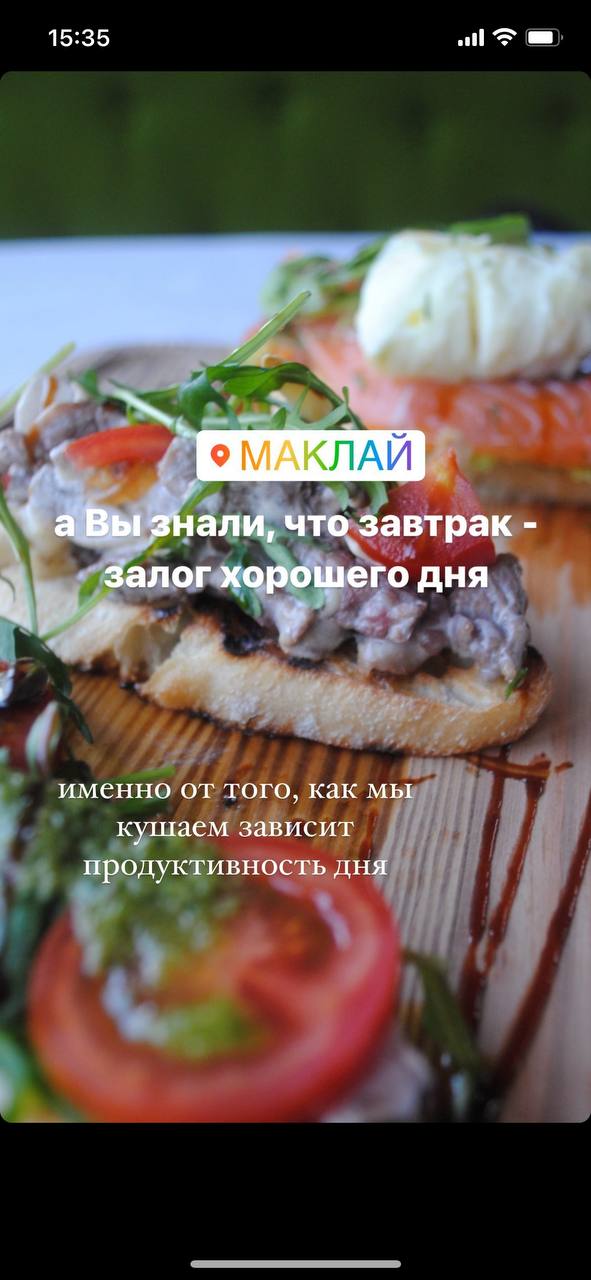 15:35
МАКЛАЙ
а Вы знали, что завтрак -
залог хорошего дня
именно от того, как мы
кушаем зависит
продуктивность дня